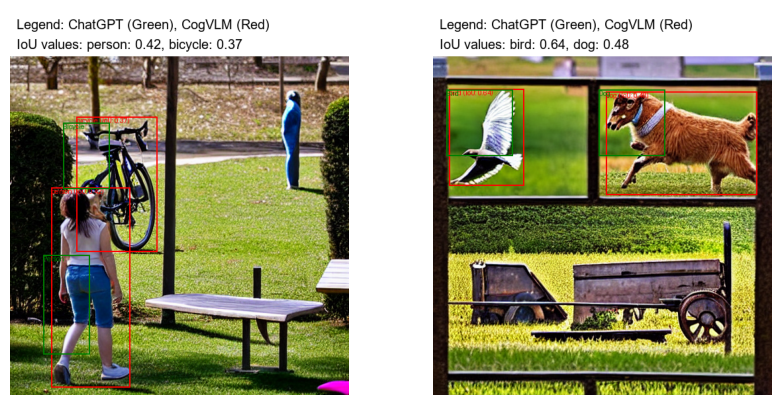 Legend: ChatGPT (Green), CogVLM (Red)
IoU values: person: 0.42, bicycle: 0.37
Legend: ChatGPT (Green), CogVLM (Red)
IoU values: bird: 0.64, dog: 0.48